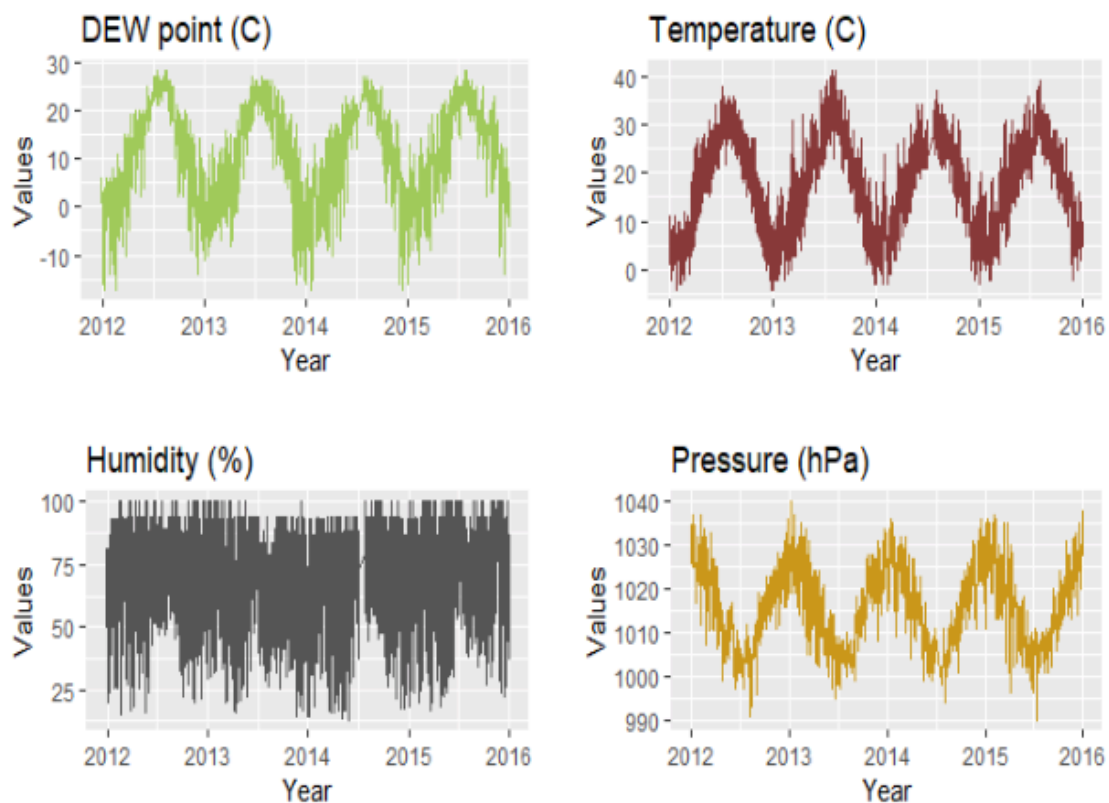 DEW point (C)
Values
30
20
10
0
-10
2012 2013 2014 2015 2016
Year
Temperature (C)
Values
40
30
20
10
0
2012 2013 2014 2015 2016
Year
Humidity (%)
Values
100
75
50
25
2012 2013 2014 2015 2016
Year
Pressure (hPa)
Values
1040
1030
1020
1010
1000
990
2012 2013 2014 2015 2016
Year